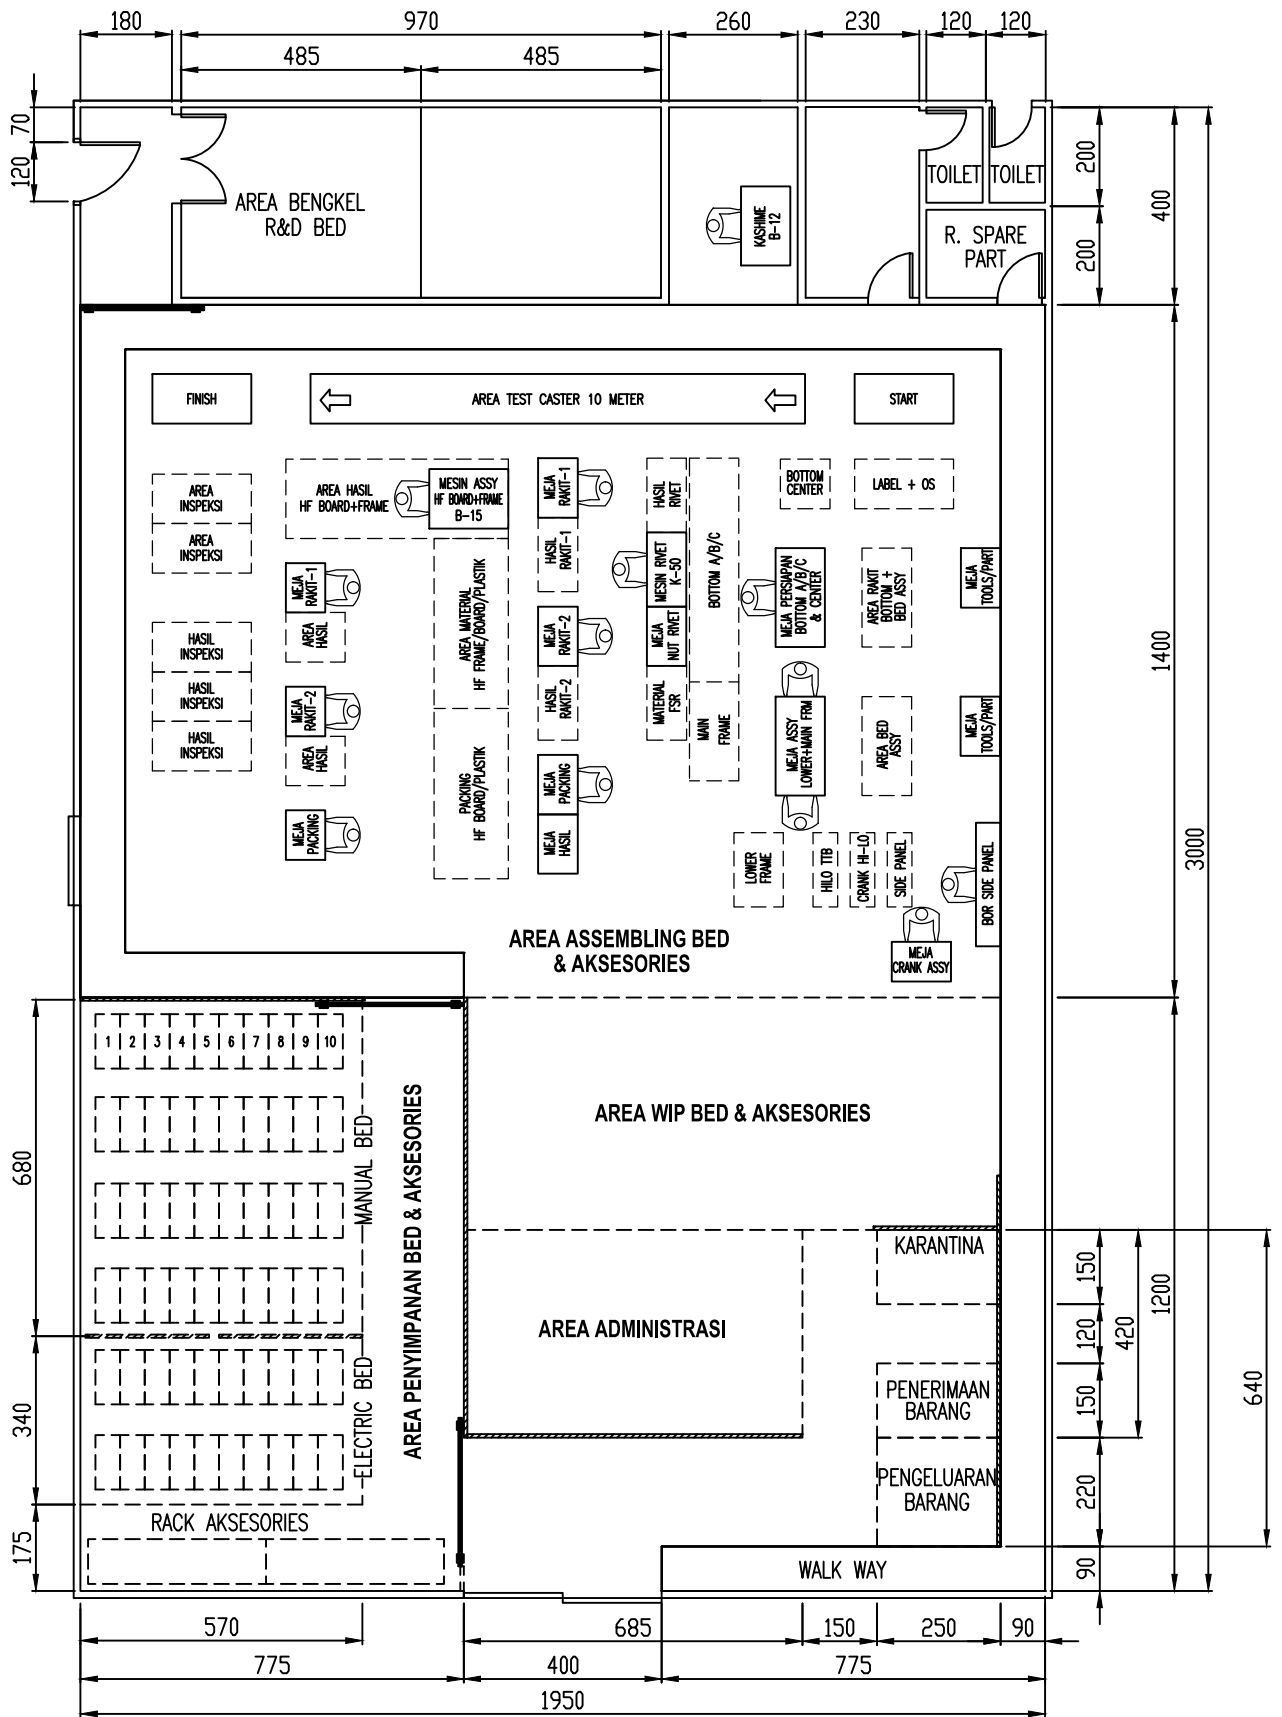 180
970
260
230
120
120
485
485
70
120
AREA BENGKEL
R&D BED
KASHIME
B-12
TOILET
TOILET
R. SPARE
PART
200
200
400
FINISH
AREA TEST CASTER 10 METER
START
AREA
INSPEKSI
AREA
INSPEKSI
HASIL
INSPEKSI
HASIL
INSPEKSI
HASIL
INSPEKSI
AREA HASIL
HF BOARD+FRAME
MESIN ASSY
HF BOARD+FRAME
B-15
MEJA
RAKIT-1
AREA
HASIL
MEJA
RAKIT-2
AREA
HASIL
MEJA
PACKING
AREA MATERIAL
HF FRAME/BOARD/PLASTIK
PACKING
HF BOARD/PLASTIK
MEJA
RAKIT-1
HASIL
RAKIT-1
MEJA
RAKIT-2
HASIL
RAKIT-2
MEJA
PACKING
MEJA
HASIL
HASIL
RIVET
MESIN RIVET
K-50
MEJA
NUT RIVET
MATERIAL
FSR
BOTTOM A/B/C
MAIN
FRAME
BOTTOM
CENTER
LABEL + OS
MEJA PERSIAPAN
BOTTOM A/B/C
& CENTER
AREA RAKIT
BOTTOM +
BED ASSY
MEJA
TOOLS/PART
MEJA ASSY
LOWER+MAIN FRM
AREA BED
ASSY
MEJA
TOOLS/PART
LOWER
FRAME
HILO TTB
CRANK HI-LO
SIDE PANEL
BOR SIDE PANEL
MEJA
CRANK ASSY
1400
3000
AREA ASSEMBLING BED
& AKSESORIES
1 2 3 4 5 6 7 8 9 10
MANUAL BED
ELECTRIC BED
AREA PENYIMPANAN BED & AKSESORIES
AREA WIP BED & AKSESORIES
AREA ADMINISTRASI
KARANTINA
PENERIMAAN
BARANG
PENGELUARAN
BARANG
RACK AKSESORIES
WALK WAY
680
340
175
150
120
150
220
90
420
1200
640
570
685
150
250
90
775
400
775
1950